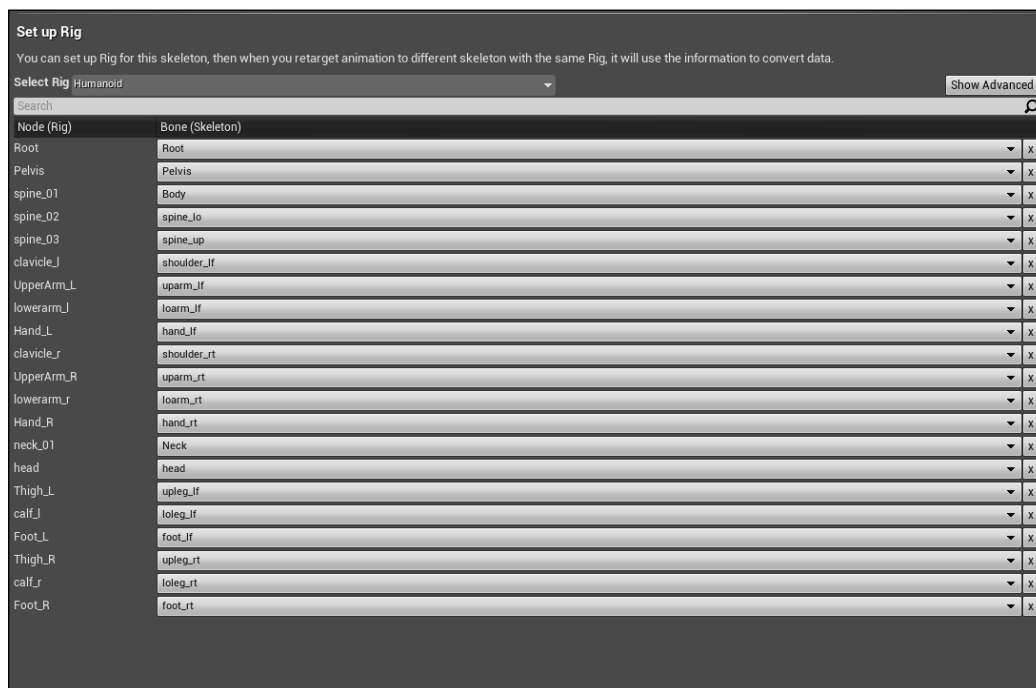 Set up Rig
You can set up Rig for this skeleton, then when you retarget animation to different skeleton with the same Rig, it will use the information to convert data.
Select Rig Humanoid Show Advanced
Search
Node (Rig) Bone (Skeleton)
Root Root x
Pelvis Pelvis x
spine_01 Body x
spine_02 spine_lo x
spine_03 spine_up x
clavicle_l shoulder_lf x
UpperArm_L uparm_lf x
lowerarm_l loarm_lf x
Hand_L hand_lf x
clavicle_r shoulder_rt x
UpperArm_R uparm_rt x
lowerarm_r loarm_rt x
Hand_R hand_rt x
neck_01 Neck x
head head x
Thigh_L upleg_lf x
calf_l loleg_lf x
Foot_L foot_lf x
Thigh_R upleg_rt x
calf_r loleg_rt x
Foot_R foot_rt x